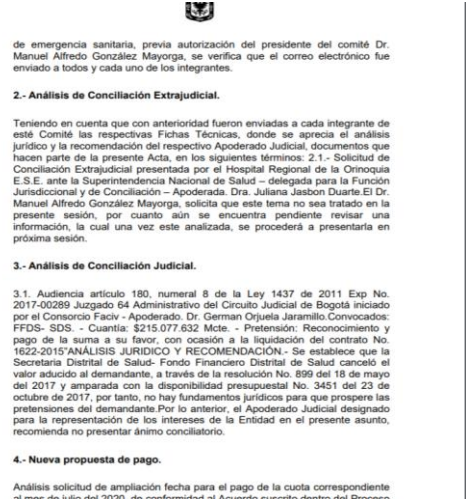 de emergencia sanitaria, previa autorización del presidente del comité Dr.
Manuel Alfredo González Mayorga, se verifica que el correo electrónico fue
enviado a todos y cada uno de los integrantes.
2.- Análisis de Conciliación Extrajudicial.
Teniendo en cuenta que con anterioridad fueron enviadas a cada integrante de
esté Comité las respectivas Fichas Técnicas, donde se aprecia el análisis
jurídico y la recomendación del respectivo Apoderado Judicial, documentos que
hacen parte de la presente Acta, en los siguientes términos: 2.1.- Solicitud de
Conciliación Extrajudicial presentada por el Hospital Regional de la Orinoquia
E.S.E. ante la Superintendencia Nacional de Salud – delegada para la Función
Jurisdiccional y de Conciliación – Apoderada. Dra. Juliana Jasbon Duarte.El Dr.
Manuel Alfredo González Mayorga, solicita que este tema no sea tratado en la
presente sesión, por cuanto aún se encuentra pendiente revisar una
información, la cual una vez este analizada, se procederá a presentarla en
próxima sesión.
3.- Análisis de Conciliación Judicial.
3.1. Audiencia artículo 180, numeral 8 de la Ley 1437 de 2011 Exp No.
2017-00289 Juzgado 64 Administrativo del Circuito Judicial de Bogotá iniciado
por el Consorcio Faciv - Apoderado. Dr. German Orjuela Jaramillo.Convocados:
FFDS- SDS. - Cuantía: $215.077.632 Mcte. - Pretensión: Reconocimiento y
pago de la suma a su favor, con ocasión a la liquidación del contrato No.
1622-2015"ANÁLISIS JURIDICO Y RECOMENDACIÓN.- Se establece que la
Secretaria Distrital de Salud- Fondo Financiero Distrital de Salud canceló el
valor aducido al demandante, a través de la resolución No. 899 del 18 de mayo
del 2017 y amparada con la disponibilidad presupuestal No. 3451 del 23 de
octubre de 2017, por tanto, no hay fundamentos jurídicos para que prospere las
pretensiones del demandante.Por lo anterior, el Apoderado Judicial designado
para la representación de los intereses de la Entidad en el presente asunto,
recomienda no presentar ánimo conciliatorio.
4.- Nueva propuesta de pago.
Análisis solicitud de ampliación fecha para el pago de la cuota correspondiente
al mes de julio del 2020, de conformidad al Acuerdo suscrito dentro del Proceso